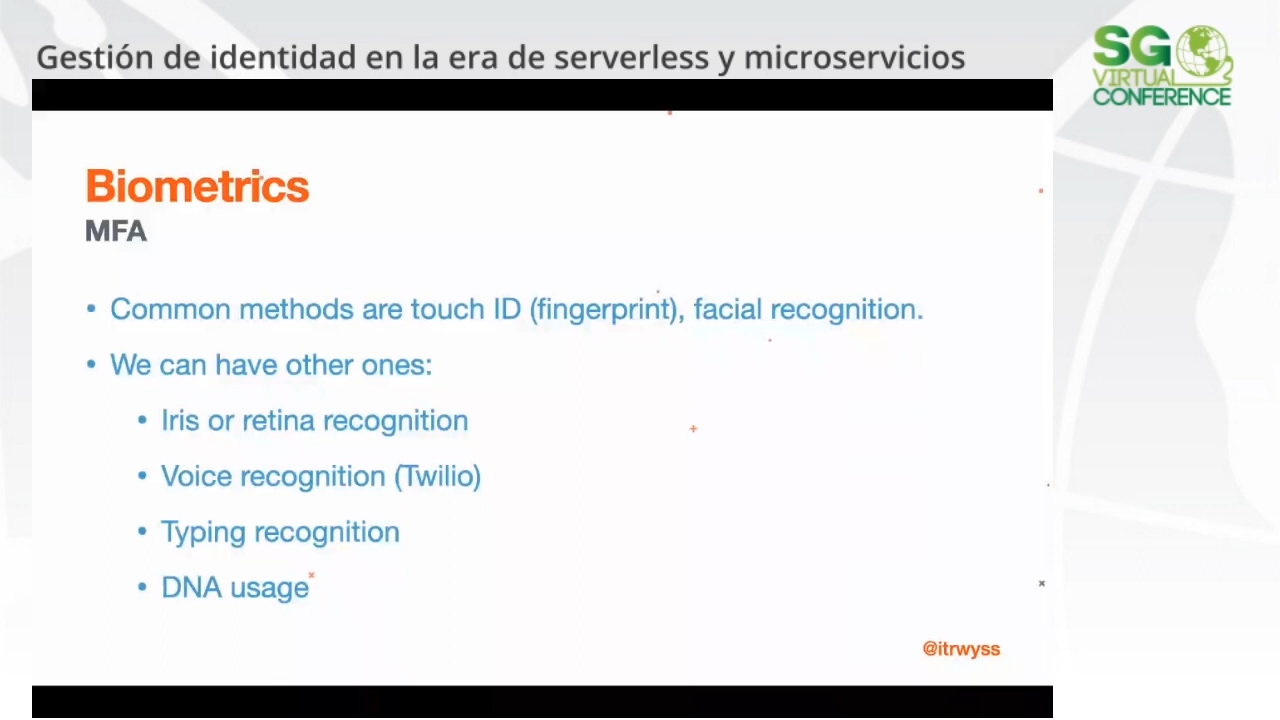 Gestión de identidad en la era de serverless y microservicios
SG
VIRTUAL
CONFERENCE
Biometrics
MFA
• Common methods are touch ID (fingerprint), facial recognition.
• We can have other ones:
• Iris or retina recognition
• Voice recognition (Twilio)
• Typing recognition
• DNA usage
@itrwyss